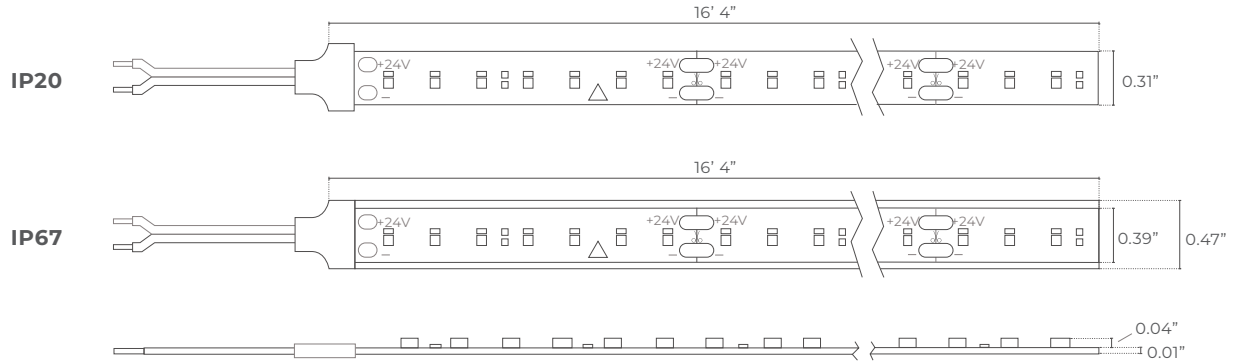 16’ 4”
IP20
+24V
+24V
+24V
+24V
+24V
–
–
–
–
–
0.31”
16’ 4”
IP67
+24V
+24V
+24V
+24V
+24V
–
–
–
–
–
0.39”
0.47”
0.04”
0.01”